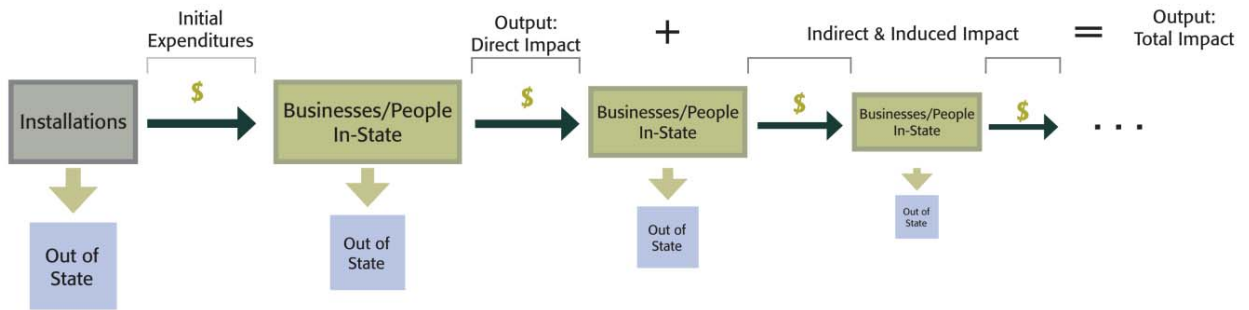 Initial
Expenditures
Output:
Direct Impact
+
Indirect & Induced Impact
=
Output:
Total Impact
Installations
$
Businesses/People
In-State
$
Businesses/People
In-State
$
Businesses/People
In-State
$
. . .
Out of
State
Out of
State
Out of
State
Out of
State